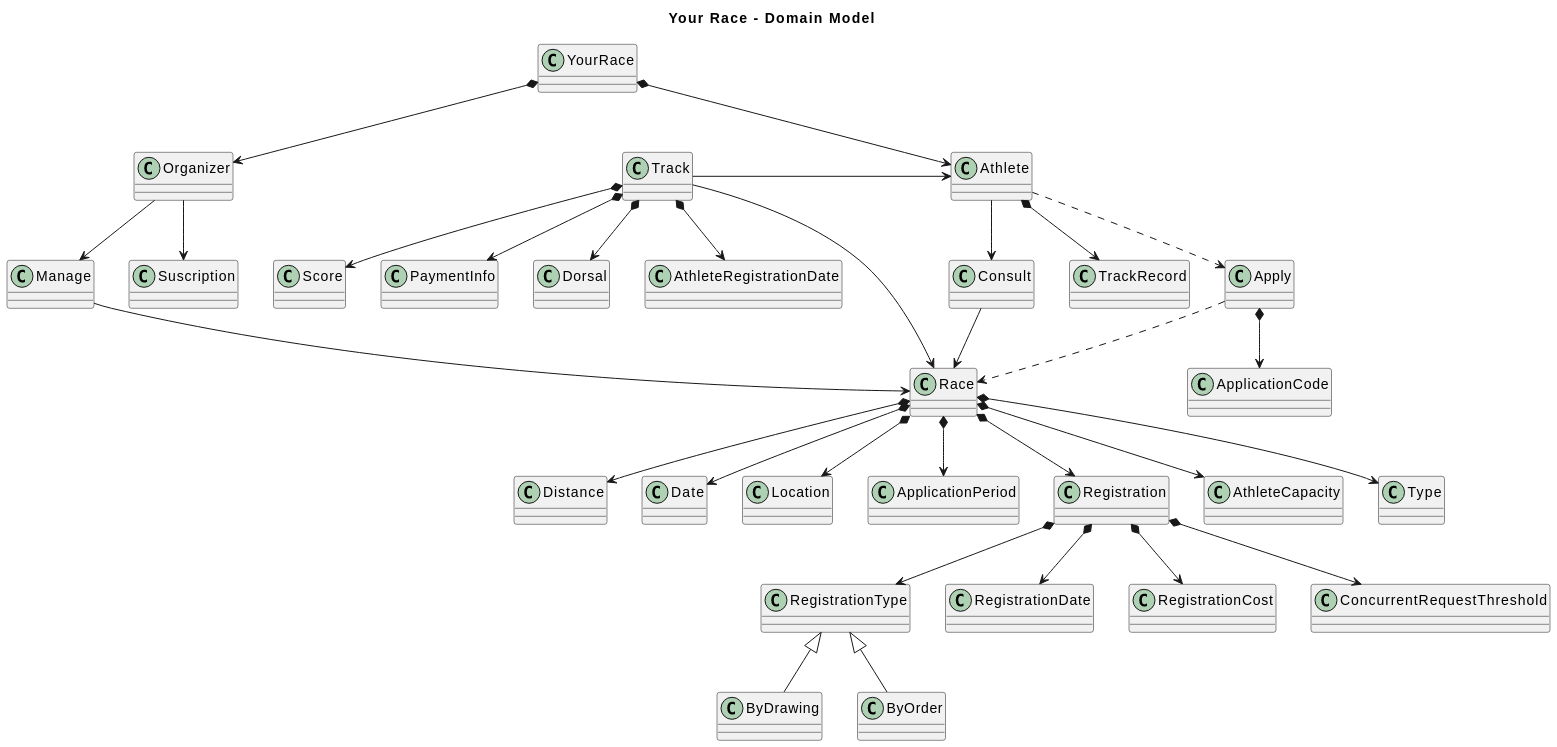 Your Race - Domain Model
C YourRace
C Organizer
C Track
C Athlete
C Manage
C Suscription
C Score
C PaymentInfo
C Dorsal
C AthleteRegistrationDate
C Consult
C TrackRecord
C Apply
C Race
C ApplicationCode
C Distance
C Date
C Location
C ApplicationPeriod
C Registration
C AthleteCapacity
C Type
C RegistrationType
C RegistrationDate
C RegistrationCost
C ConcurrentRequestThreshold
C ByDrawing
C ByOrder